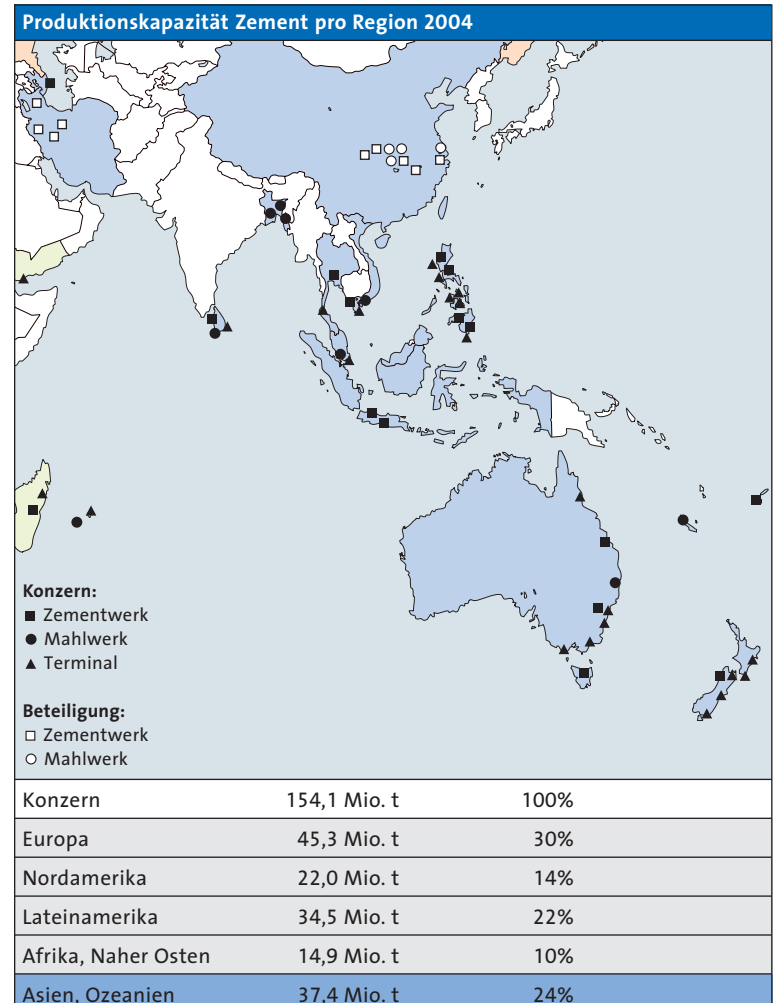 Produktionskapazität Zement pro Region 2004
Konzern:
Zementwerk
Mahlwerk
Terminal
Beteiligung:
Zementwerk
Mahlwerk
Konzern 154,1 Mio. t 100%
Europa 45,3 Mio. t 30%
Nordamerika 22,0 Mio. t 14%
Lateinamerika 34,5 Mio. t 22%
Afrika, Naher Osten 14,9 Mio. t 10%
Asien, Ozeanien 37,4 Mio. t 24%